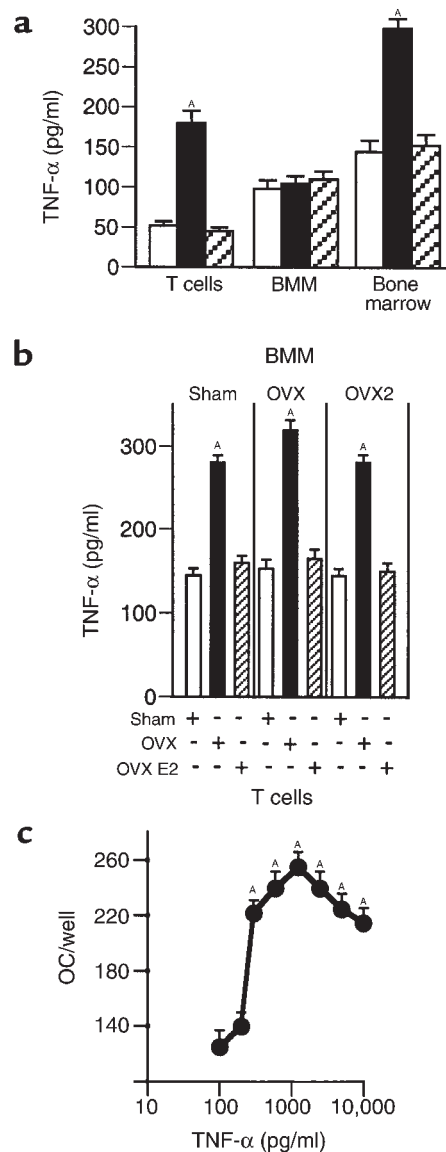 a
TNF-α (pg/ml)
300
250
200
150
100
50
0
A
A
T cells
BMM
Bone
marrow
b
BMM
Sham
OVX
OVX2
TNF-α (pg/ml)
300
200
100
0
A
A
A
Sham + - - + - - + - -
OVX - + - - + - - + -
OVX E2 - - + - - + - - +
T cells
c
OC/well
260
220
180
140
A
A
A
A
A
A
10
100
1000
10,000
TNF-α (pg/ml)